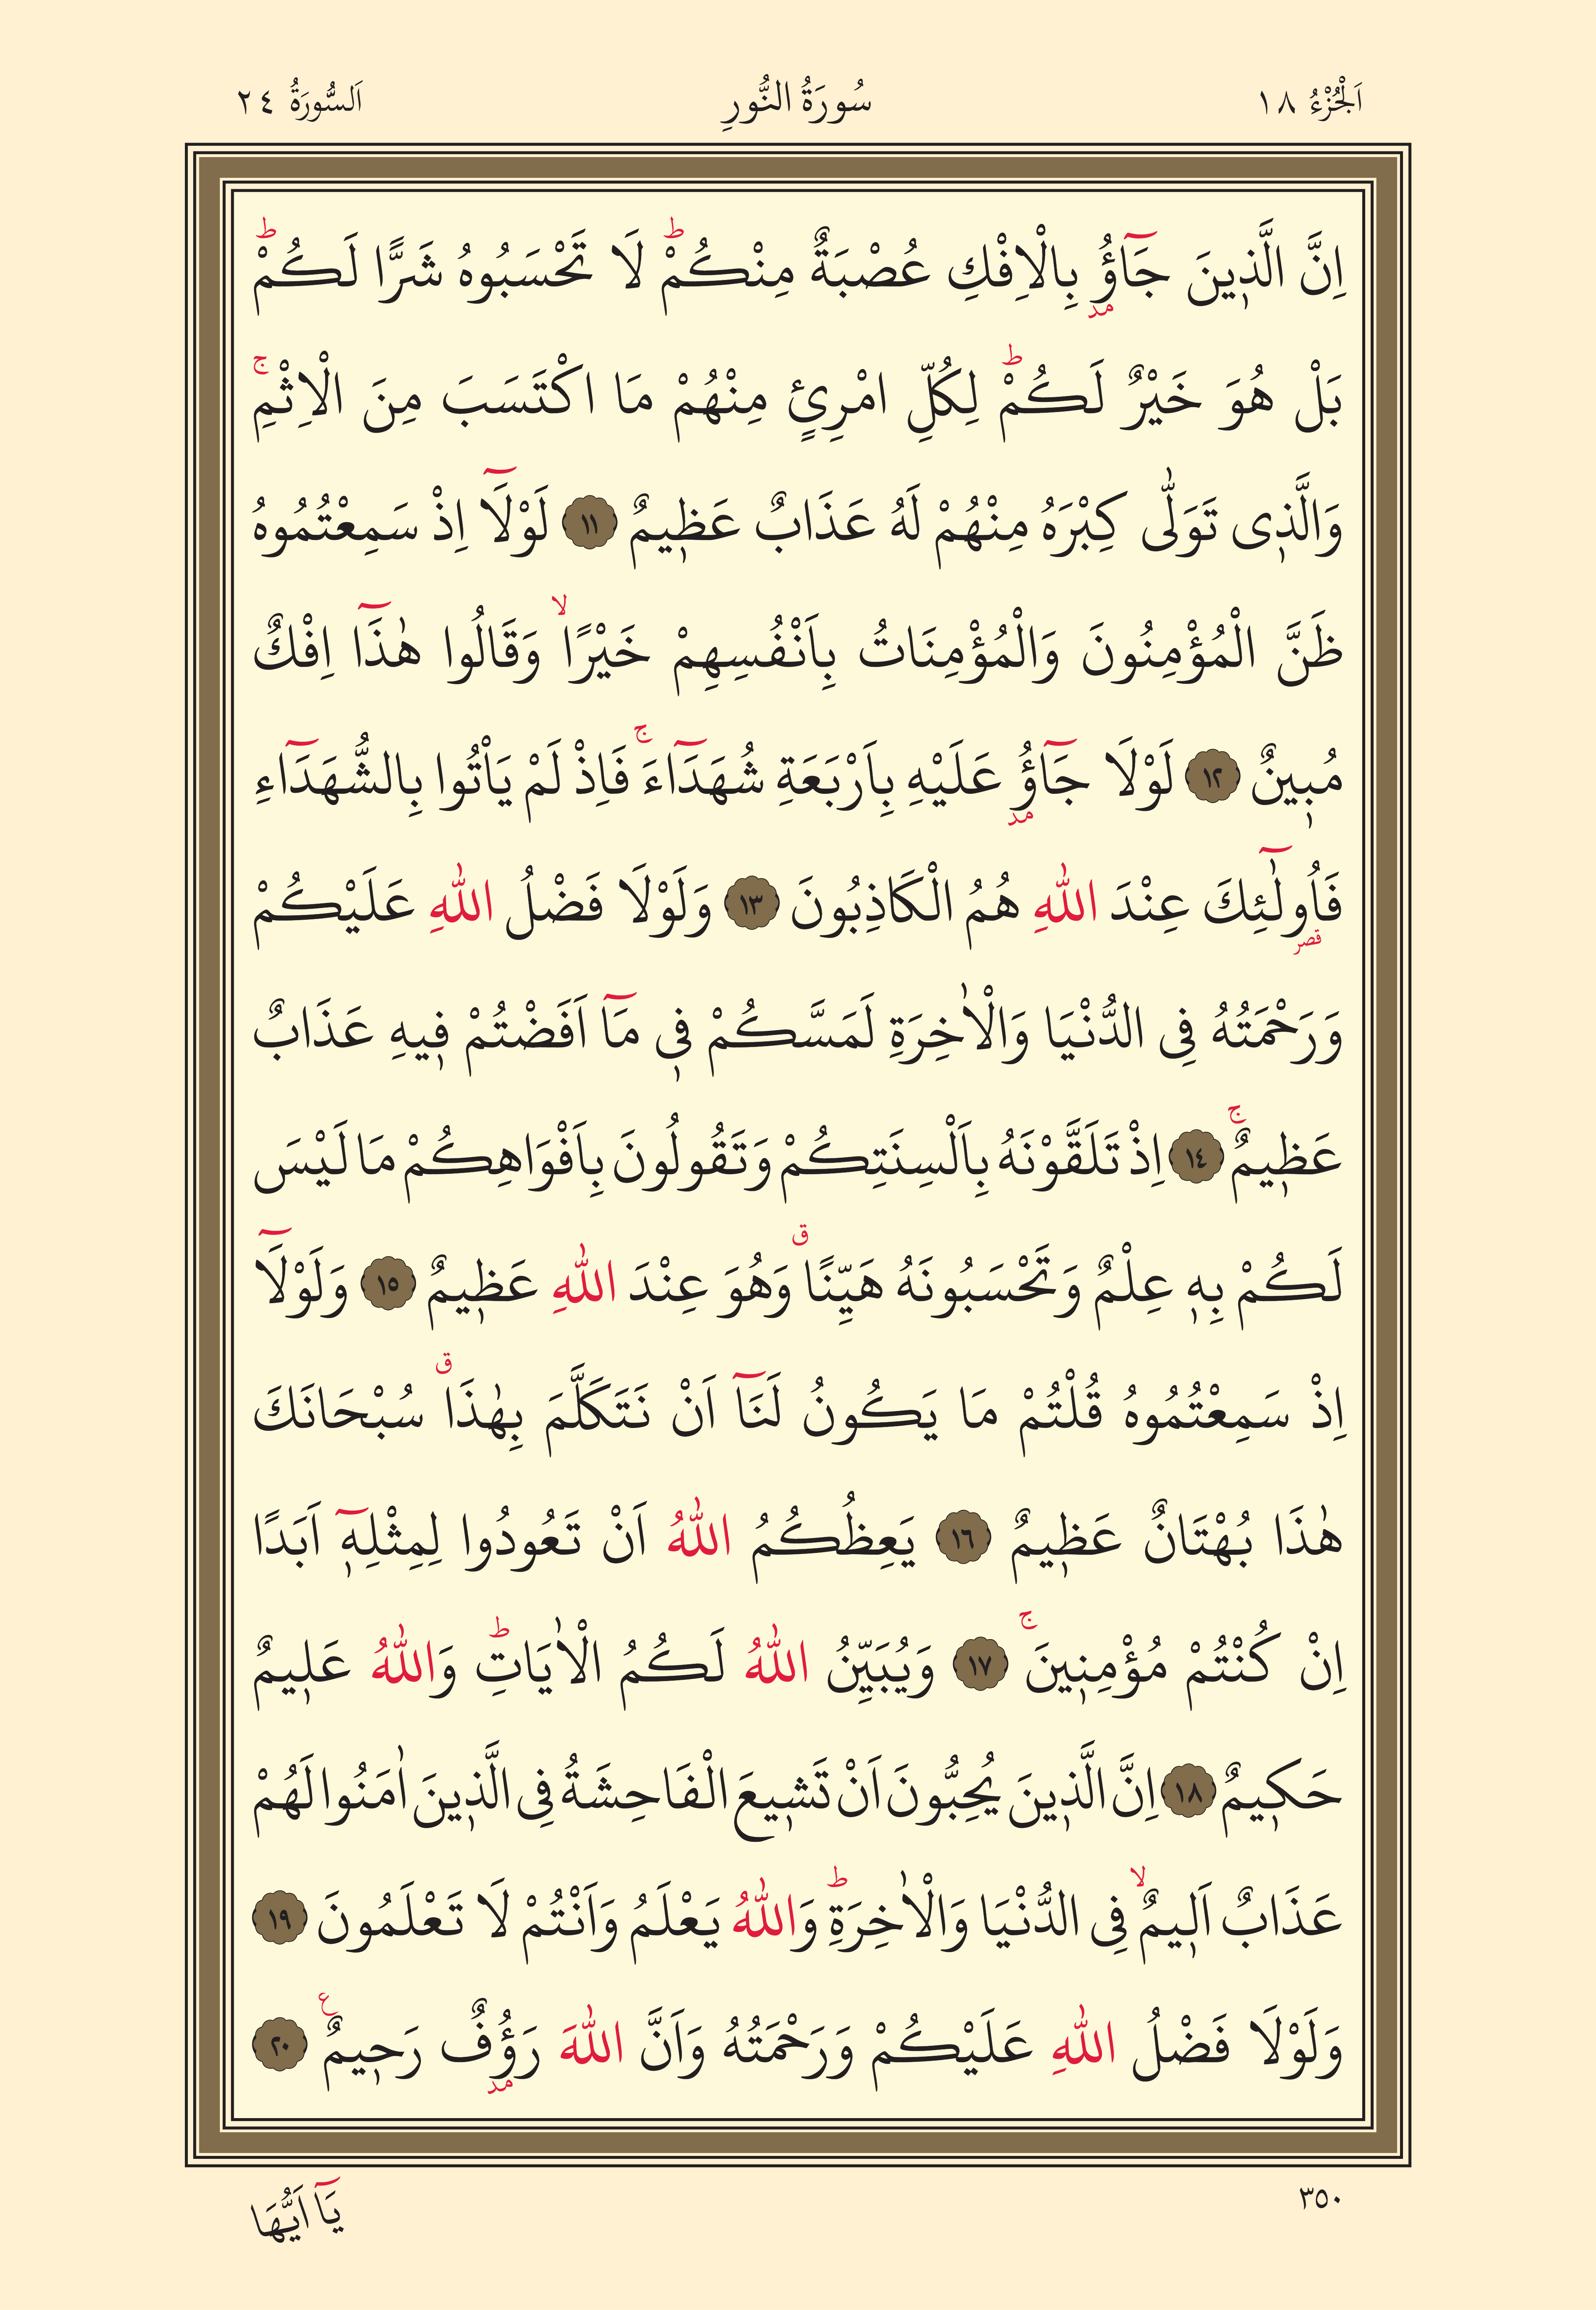 اَلْجُزْءُ ١٨ سُورَةُ النُّورِ اَلسُّورَةُ ٢٤
اِنَّ الَّذٖينَ جَٓاؤُ۫ بِالْاِفْكِ عُصْبَةٌ مِنْكُمْؕ لَا تَحْسَبُوهُ شَرًّا لَكُمْؕ
بَلْ هُوَ خَيْرٌ لَكُمْؕ لِكُلِّ امْرِئٍ مِنْهُمْ مَا اكْتَسَبَ مِنَ الْاِثْمِۚ
وَالَّذٖى تَوَلّٰى كِبْرَهُ مِنْهُمْ لَهُ عَذَابٌ عَظٖيمٌ ١١ لَوْلَٓا اِذْ سَمِعْتُمُوهُ
ظَنَّ الْمُؤْمِنُونَ وَالْمُؤْمِنَاتُ بِاَنْفُسِهِمْ خَيْرًاۙ وَقَالُوا هٰذَٓا اِفْكٌ
مُبٖينٌ ١٢ لَوْلَا جَٓاؤُ۫ عَلَيْهِ بِاَرْبَعَةِ شُهَدَٓاءَۚ فَاِذْ لَمْ يَاْتُوا بِالشُّهَدَٓاءِ
فَاُو۬لٰٓئِكَ عِنْدَ اللّٰهِ هُمُ الْكَاذِبُونَ ١٣ وَلَوْلَا فَضْلُ اللّٰهِ عَلَيْكُمْ
وَرَحْمَتُهُ فِى الدُّنْيَا وَالْاٰخِرَةِ لَمَسَّكُمْ فٖى مَٓا اَفَضْتُمْ فٖيهِ عَذَابٌ
عَظٖيمٌۚ ١٤ اِذْ تَلَقَّوْنَهُ بِاَلْسِنَتِكُمْ وَتَقُولُونَ بِاَفْوَاهِكُمْ مَا لَيْسَ
لَكُمْ بِهٖ عِلْمٌ وَتَحْسَبُونَهُ هَيِّنًاࣗ وَهُوَ عِنْدَ اللّٰهِ عَظٖيمٌ ١٥ وَلَوْلَٓا
اِذْ سَمِعْتُمُوهُ قُلْتُمْ مَا يَكُونُ لَنَٓا اَنْ نَتَكَلَّمَ بِهٰذَاࣗ سُبْحَانَكَ
هٰذَا بُهْتَانٌ عَظٖيمٌ ١٦ يَعِظُكُمُ اللّٰهُ اَنْ تَعُودُوا لِمِثْلِهٖٓ اَبَدًا
اِنْ كُنْتُمْ مُؤْمِنٖينَۚ ١٧ وَيُبَيِّنُ اللّٰهُ لَكُمُ الْاٰيَاتِؕ وَاللّٰهُ عَلٖيمٌ
حَكٖيمٌ ١٨ اِنَّ الَّذٖينَ يُحِبُّونَ اَنْ تَشٖيعَ الْفَاحِشَةُ فِى الَّذٖينَ اٰمَنُوا لَهُمْ
عَذَابٌ اَلٖيمٌۙ فِى الدُّنْيَا وَالْاٰخِرَةِؕ وَاللّٰهُ يَعْلَمُ وَاَنْتُمْ لَا تَعْلَمُونَ ١٩
وَلَوْلَا فَضْلُ اللّٰهِ عَلَيْكُمْ وَرَحْمَتُهُ وَاَنَّ اللّٰهَ رَؤُ۫فٌ رَحٖيمٌ ع ٢٠
٣٥٠
يَٓا اَيُّهَا